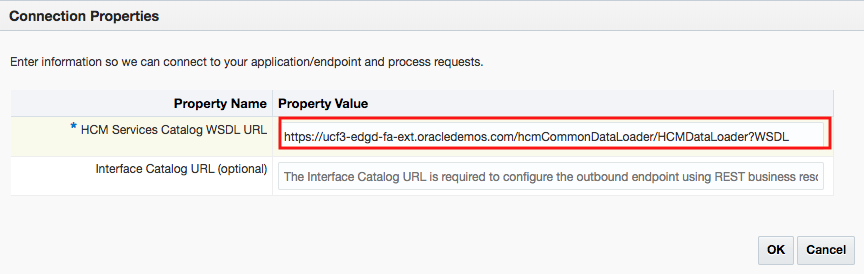 Connection Properties
Enter information so we can connect to your application/endpoint and process requests.
Property Name Property Value
* HCM Services Catalog WSDL URL https://ucf3-edgd-fa-ext.oracledemos.com/hcmCommonDataLoader/HCMDataLoader?WSDL
Interface Catalog URL (optional) The Interface Catalog URL is required to configure the outbound endpoint using REST business
OK Cancel